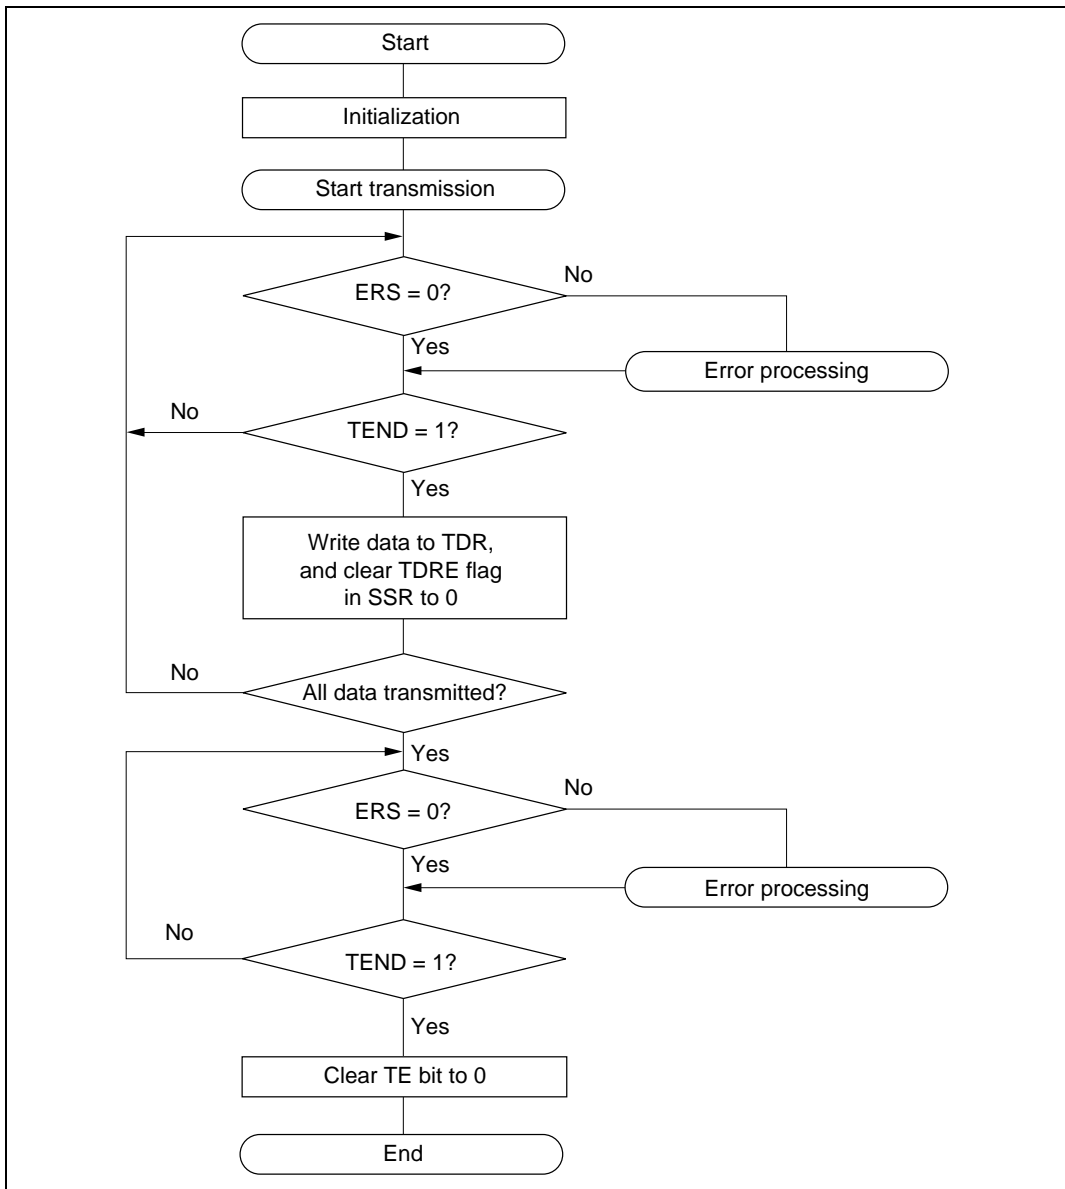 Start
Initialization
Start transmission
ERS = 0?
No
Yes
Error processing
No
TEND = 1?
Yes
Write data to TDR,
and clear TDRE flag
in SSR to 0
No
All data transmitted?
Yes
ERS = 0?
No
Yes
Error processing
No
TEND = 1?
Yes
Clear TE bit to 0
End